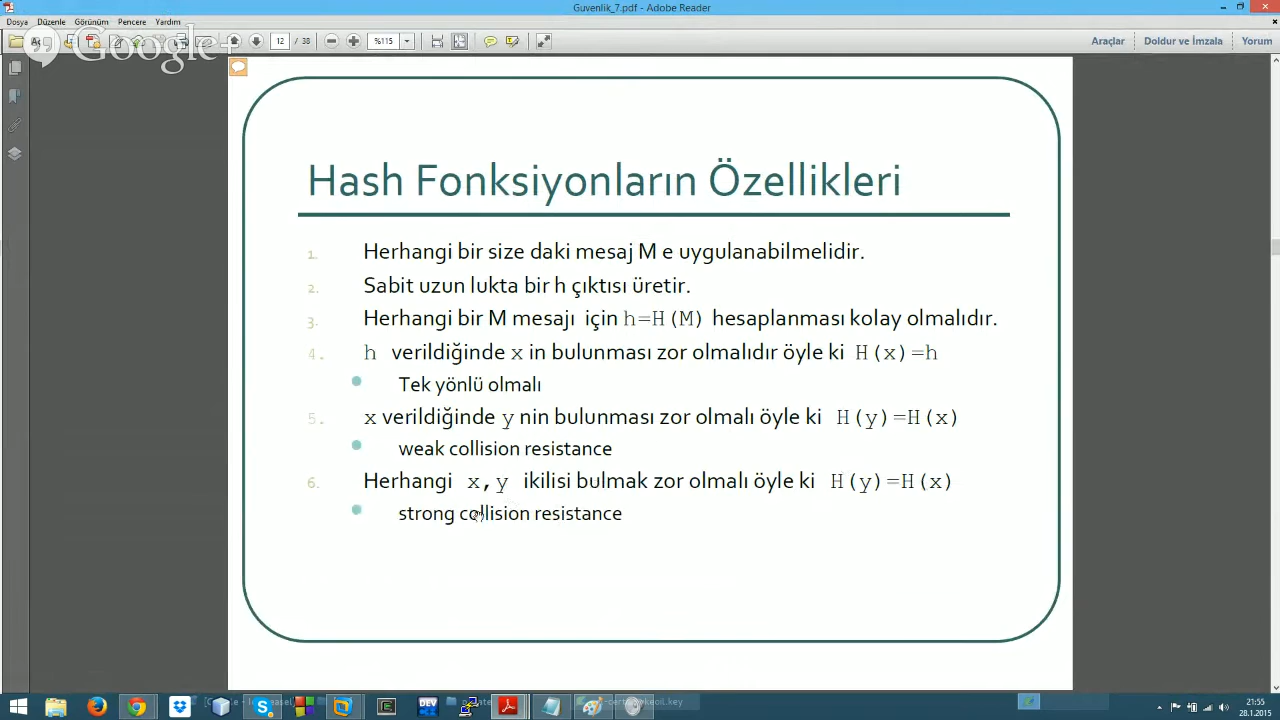 Guvenlik_7.pdf - Adobe Reader
Dosya Düzenle Görünüm Pencere Yardım
Google+
12 / 38 %115 Araçlar Doldur ve İmzala Yorum
Hash Fonksiyonların Özellikleri
1. Herhangi bir size daki mesaj M e uygulanabilmelidir.
2. Sabit uzun lukta bir h çıktısı üretir.
3. Herhangi bir M mesajı için h=H(M) hesaplanması kolay olmalıdır.
4. h verildiğinde x in bulunması zor olmalıdır öyle ki H(x)=h
Tek yönlü olmalı
5. x verildiğinde y nin bulunması zor olmalı öyle ki H(y)=H(x)
weak collision resistance
6. Herhangi x,y ikilisi bulmak zor olmalı öyle ki H(y)=H(x)
strong collision resistance
DEV
21:55
28.1.2015